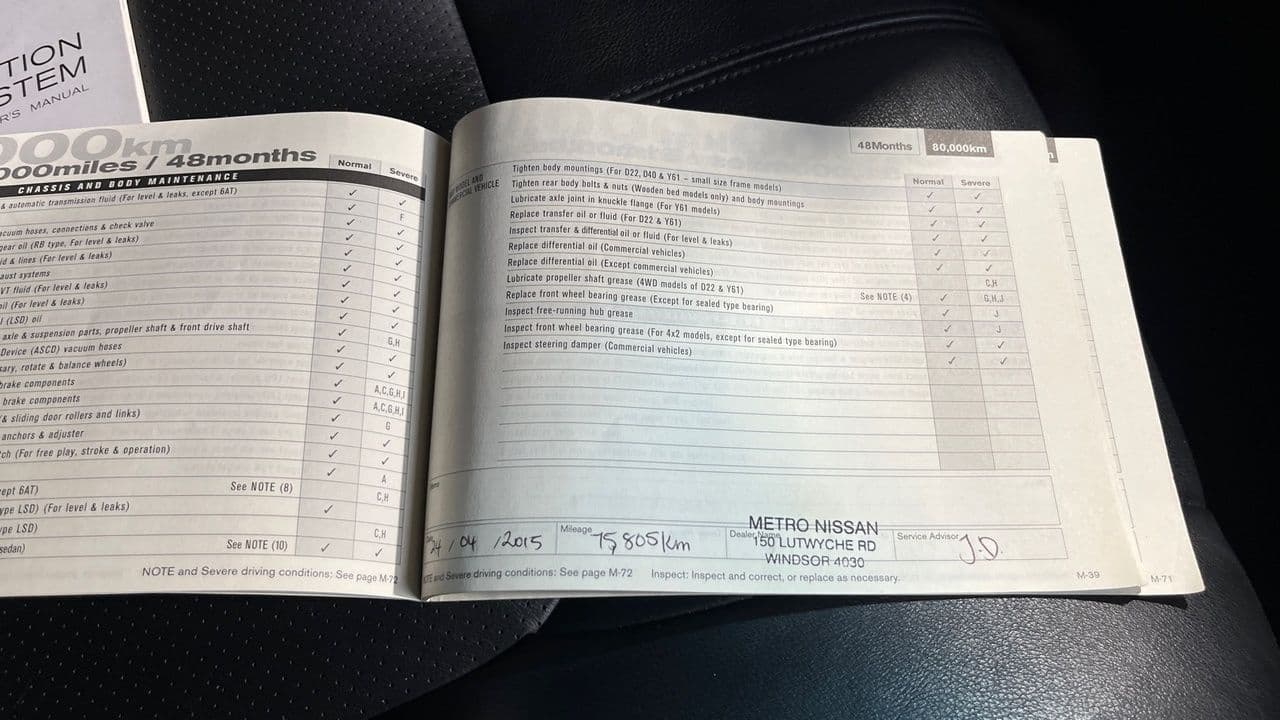 TION
STEM
R'S MANUAL
000km
000miles / 48months
Normal
Severe
CHASSIS AND BODY MAINTENANCE
& automatic transmission fluid (For level & leaks, except 6AT) ✓ ✓
✓ F
vacuum hoses, connections & check valve ✓ ✓
gear oil (RB type, For level & leaks) ✓ ✓
id & lines (For level & leaks) ✓ ✓
aust systems ✓ ✓
VT fluid (For level & leaks) ✓ ✓
oil (For level & leaks) ✓ ✓
l (LSD) oil ✓ G,H
axle & suspension parts, propeller shaft & front drive shaft ✓ ✓
Device (ASCD) vacuum hoses ✓ ✓
sary, rotate & balance wheels) ✓ A,C,G,H,I
brake components ✓ A,C,G,H,I
brake components ✓ G
& sliding door rollers and links) ✓ ✓
anchors & adjuster ✓ ✓
tch (For free play, stroke & operation) ✓ A
C,H
ept 6AT) See NOTE (8) ✓
ype LSD) (For level & leaks) C,H
ype LSD)
sedan) See NOTE (10) ✓ ✓
NOTE and Severe driving conditions: See page M-72
48Months 80,000km
Normal Severe
Tighten body mountings (For D22, D40 & Y61 – small size frame models) ✓ ✓
Tighten rear body bolts & nuts (Wooden bed models only) and body mountings ✓ ✓
Lubricate axle joint in knuckle flange (For Y61 models) ✓ ✓
Replace transfer oil or fluid (For D22 & Y61) ✓ ✓
Inspect transfer & differential oil or fluid (For level & leaks) ✓ ✓
Replace differential oil (Commercial vehicles) C,H
Replace differential oil (Except commercial vehicles) See NOTE (4) ✓ G,H,J
Lubricate propeller shaft grease (4WD models of D22 & Y61) ✓ J
Replace front wheel bearing grease (Except for sealed type bearing) ✓ J
Inspect free-running hub grease ✓ ✓
Inspect front wheel bearing grease (For 4x2 models, except for sealed type bearing) ✓ ✓
Inspect steering damper (Commercial vehicles)
24 / 04 / 2015
Mileage 75,805km
Dealer Name METRO NISSAN
150 LUTWYCHE RD
WINDSOR 4030
Service Advisor J.D.
NOTE and Severe driving conditions: See page M-72 Inspect: Inspect and correct, or replace as necessary.
M-39
M-71